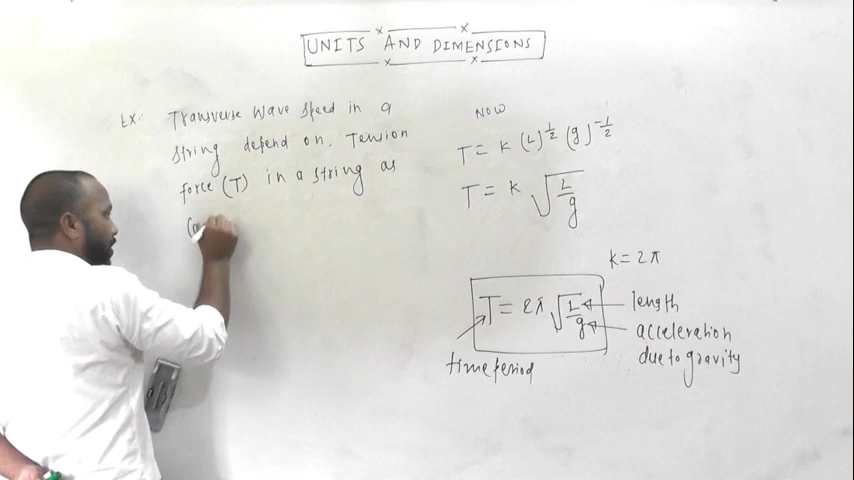 UNITS AND DIMENSIONS
Ex:- Transverse wave speed in a
string depend on. Tension
force (T) in a string as
NOW
T = K (L)^1/2 (g)^-1/2
T = K √L/g
K = 2π
T = 2π √L/g
length
acceleration
due to gravity
time period